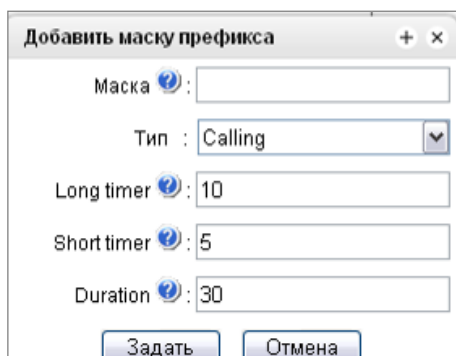 Добавить маску префикса + ×
Маска ? :
Тип : Calling
Long timer ? : 10
Short timer ? : 5
Duration ? : 30
Задать Отмена